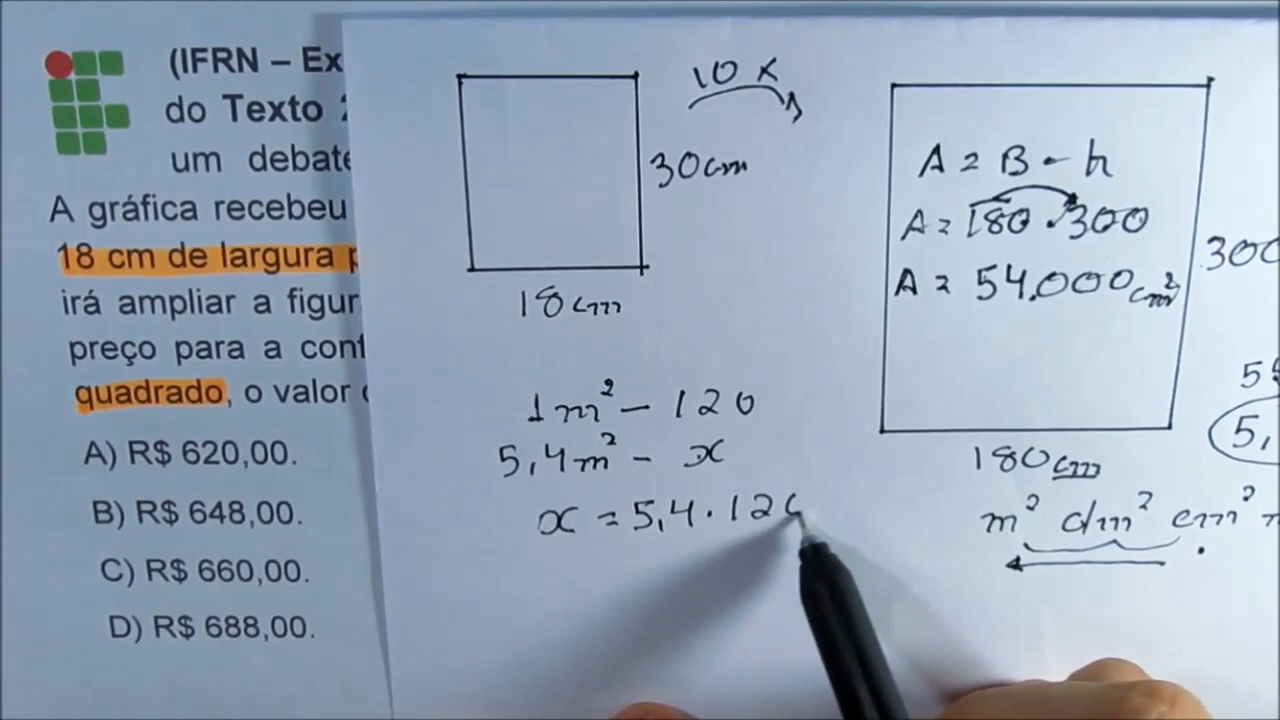 (IFRN – Ex
do Texto 2
um debate
A gráfica recebeu
18 cm de largura p
irá ampliar a figur
preço para a conf
quadrado, o valor
A) R$ 620,00.
B) R$ 648,00.
C) R$ 660,00.
D) R$ 688,00.
10 x
30cm
18cm
1m² - 120
5,4m² - x
x = 5,4 . 120
A = B - h
A = 180 . 300
A = 54.000cm²
300
180cm
m² dm² cm² m
5,